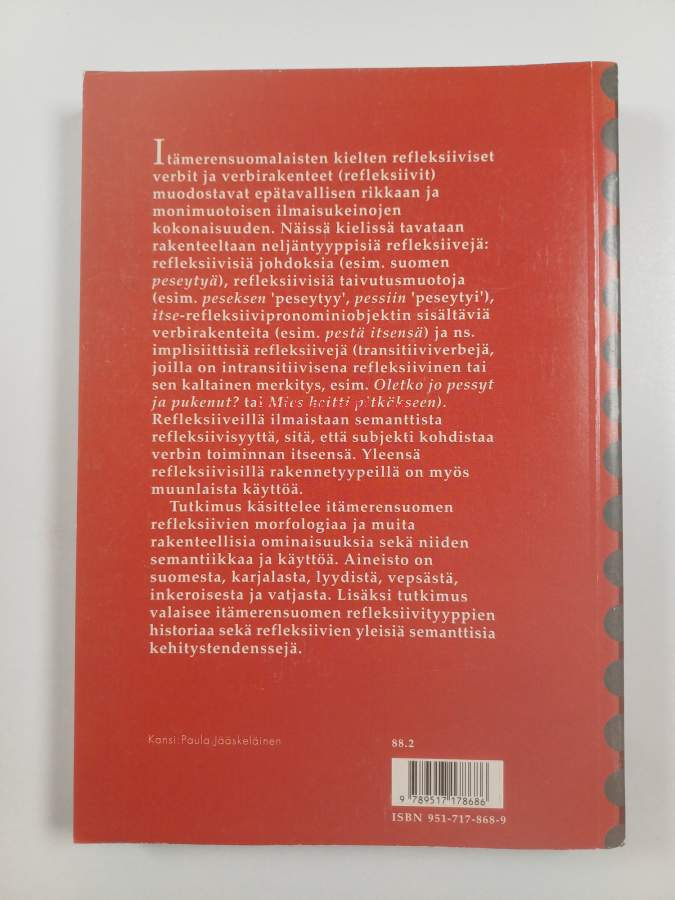 Itämerensuomalaisten kielten refleksiiviset
verbit ja verbirakenteet (refleksiivit)
muodostavat epätavallisen rikkaan ja
monimuotoisen ilmaisukeinojen
kokonaisuuden. Näissä kielissä tavataan
rakenteeltaan neljäntyyppisiä refleksiivejä:
refleksiivisiä johdoksia (esim. suomen
peseytyä), refleksiivisiä taivutusmuotoja
(esim. peseksen 'peseytyy', pessiin 'peseytyi'),
itse-refleksiivipronominiobjektin sisältäviä
verbirakenteita (esim. pestä itsensä) ja ns.
implisiittisiä refleksiivejä (transitiiviverbejä,
joilla on intransitiivisena refleksiivinen tai
sen kaltainen merkitys, esim. Oletko jo pessyt
ja pukenut? tai Mies heitti pitkäkseen).
Refleksiiveillä ilmaistaan semanttista
refleksiivisyyttä, sitä, että subjekti kohdistaa
verbin toiminnan itseensä. Yleensä
refleksiivisillä rakennetyypeillä on myös
muunlaista käyttöä.
Tutkimus käsittelee itämerensuomen
refleksiivien morfologiaa ja muita
rakenteellisia ominaisuuksia sekä niiden
semantiikkaa ja käyttöä. Aineisto on
suomesta, karjalasta, lyydistä, vepsästä,
inkeroisesta ja vatjasta. Lisäksi tutkimus
valaisee itämerensuomen refleksiivityyppien
historiaa sekä refleksiivien yleisiä semanttisia
kehitystendenssejä.
Kansi: Paula Jääskeläinen
88.2
9 789517 178686
ISBN 951-717-868-9